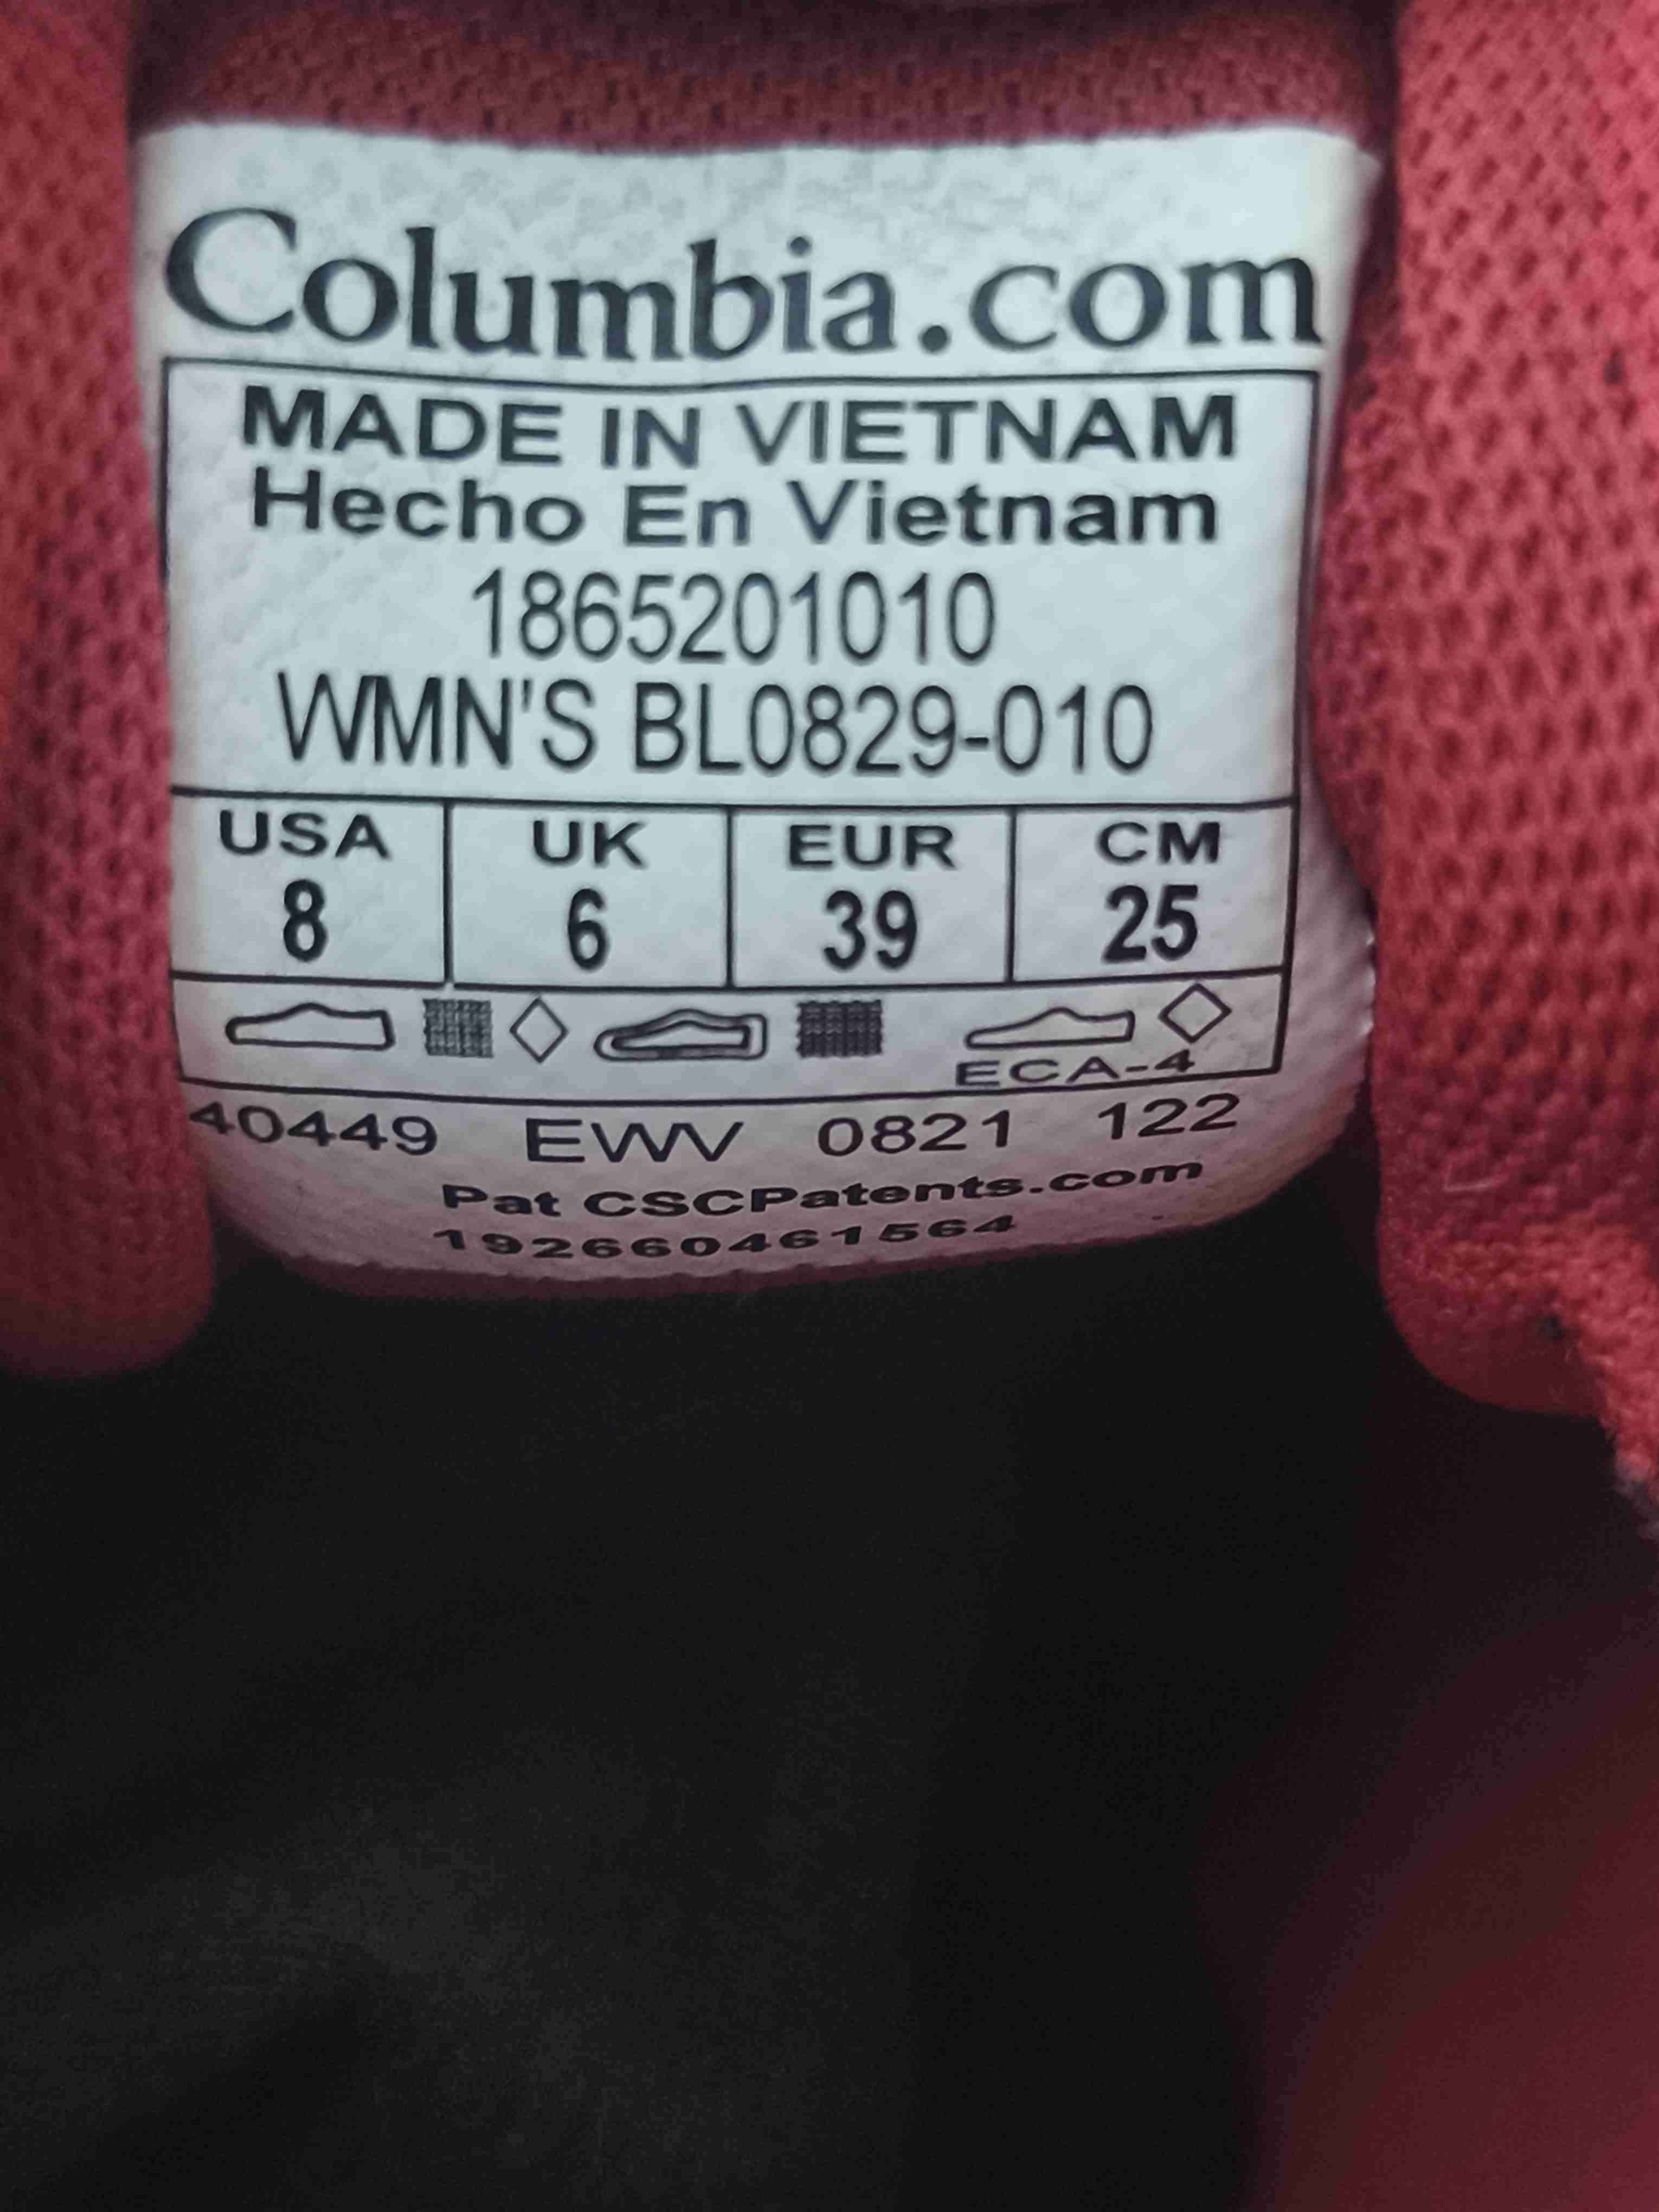 Columbia.com
MADE IN VIETNAM
Hecho En Vietnam
1865201010
WMN'S BL0829-010
USA UK EUR CM
8 6 39 25
ECA-4
40449 EWV 0821 122
Pat CSCPatents.com
192660461564